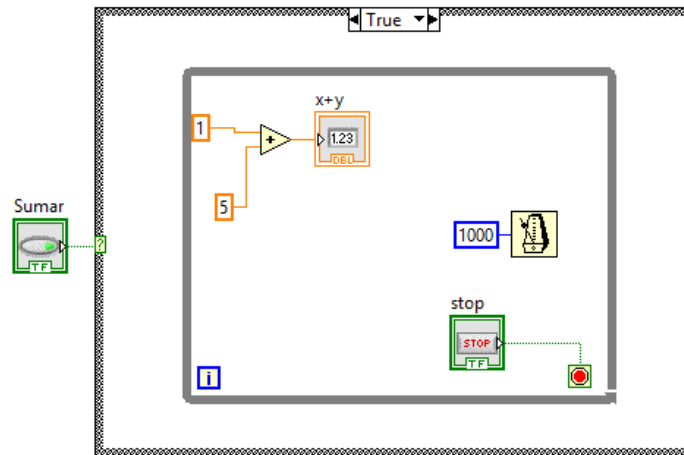 True
x+y
1
+
1.23
DBL
5
Sumar
?
TF
1000
stop
STOP
TF
i